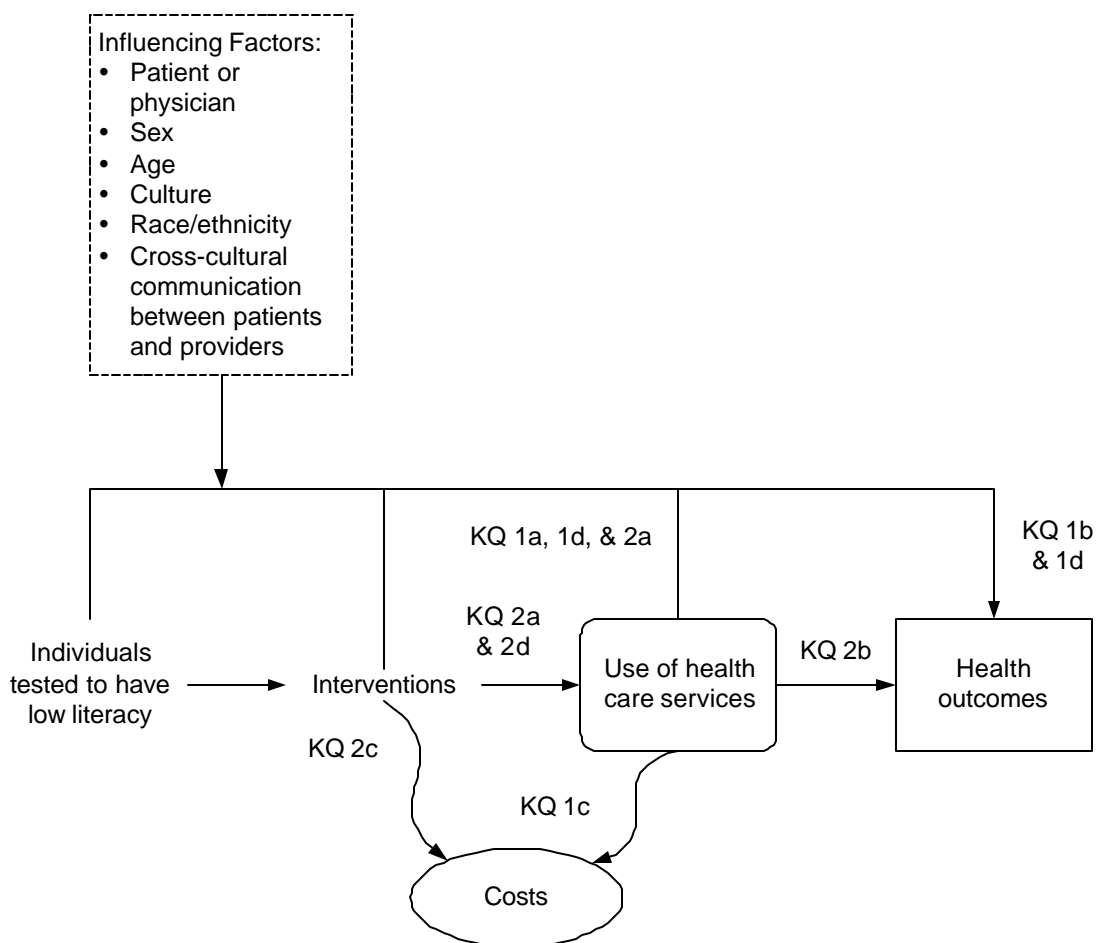 Influencing Factors:
• Patient or
physician
• Sex
• Age
• Culture
• Race/ethnicity
• Cross-cultural
communication
between patients
and providers
KQ 1a, 1d, & 2a
KQ 1b
& 1d
Individuals
tested to have
low literacy
Interventions
KQ 2a
& 2d
Use of health
care services
KQ 2b
Health
outcomes
KQ 2c
KQ 1c
Costs